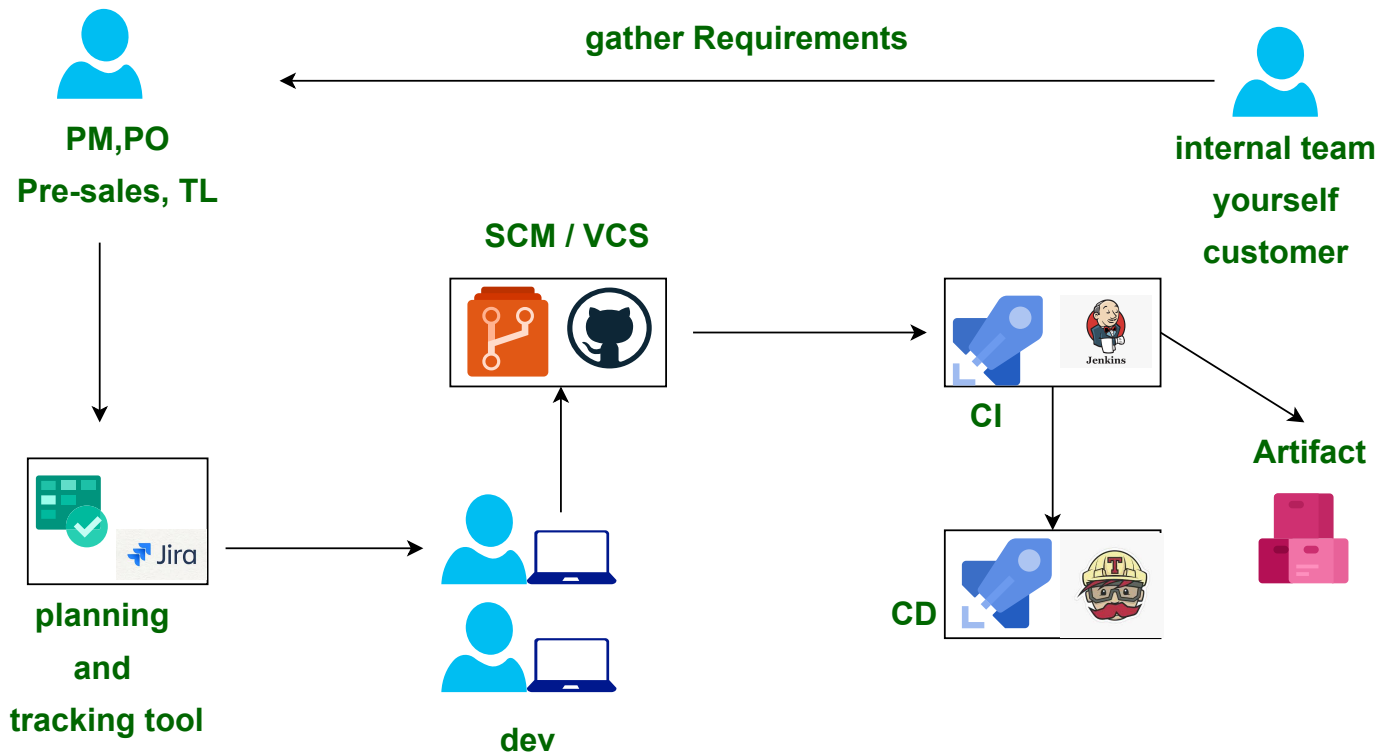 gather Requirements
PM,PO
Pre-sales, TL
internal team
yourself
customer
SCM / VCS
Jenkins
CI
Artifact
Jira
planning
and
tracking tool
dev
CD
T